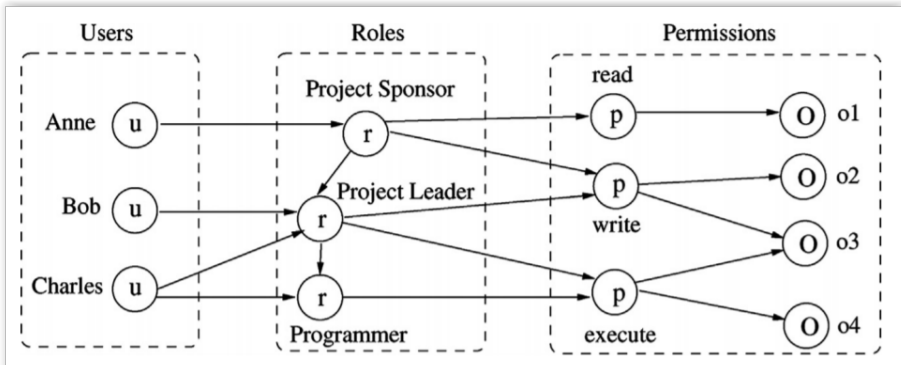 Users Roles Permissions
read
Project Sponsor
Anne u r p O o1
Project Leader
p O o2
Bob u r write
O o3
Charles u r p
Programmer execute O o4